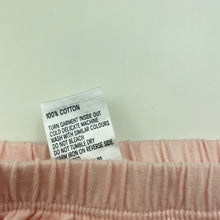 100% COTTON
TURN GARMENT INSIDE OUT
COLD DELICATE MACHINE
WASH WITH SIMILAR COLOURS
DO NOT BLEACH
DO NOT TUMBLE DRY
WARM IRON ON REVERSE SIDE